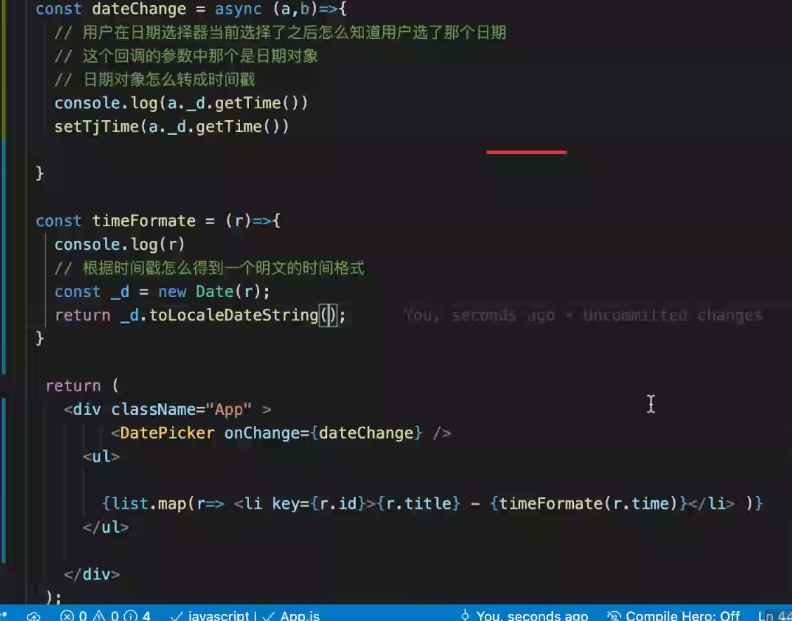 const dateChange = async (a,b)=>{
// 用户在日期选择器当前选择了之后怎么知道用户选了那个日期
// 这个回调的参数中那个是日期对象
// 日期对象怎么转成时间戳
console.log(a._d.getTime())
setTjTime(a._d.getTime())
}
const timeFormate = (r)=>{
console.log(r)
// 根据时间戳怎么得到一个明文的时间格式
const _d = new Date(r);
return _d.toLocaleDateString(); You, seconds ago • Uncommitted changes
}
return (
<div className="App" >
<DatePicker onChange={dateChange} />
<ul>
{list.map(r=> <li key={r.id}>{r.title} - {timeFormate(r.time)}</li> )}
</ul>
</div>
);
0 0 4 javascript | App.js You, seconds ago Compile Hero: Off Ln 44